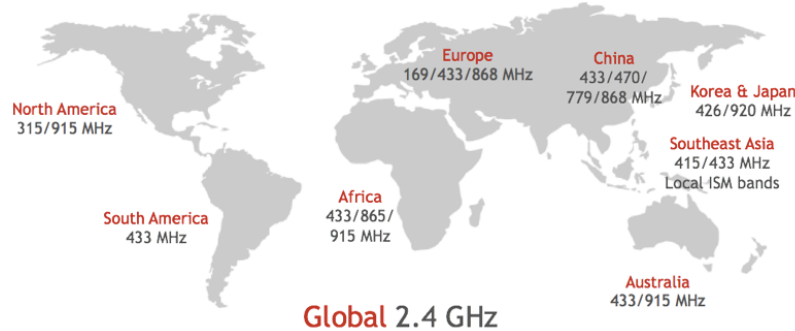 Europe
169/433/868 MHz
China
433/470/
779/868 MHz
Korea & Japan
426/920 MHz
North America
315/915 MHz
Southeast Asia
415/433 MHz
Local ISM bands
Africa
433/865/
915 MHz
South America
433 MHz
Australia
433/915 MHz
Global 2.4 GHz